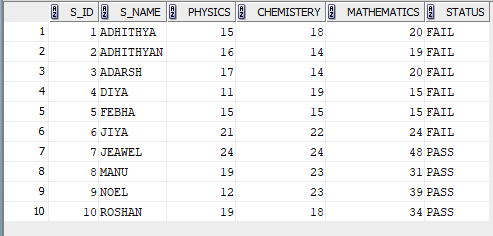 S_ID S_NAME PHYSICS CHEMISTERY MATHEMATICS STATUS
1 1 ADHITHYA 15 18 20 FAIL
2 2 ADHITHYAN 16 14 19 FAIL
3 3 ADARSH 17 14 20 FAIL
4 4 DIYA 11 19 15 FAIL
5 5 FEBHA 15 15 15 FAIL
6 6 JIYA 21 22 24 FAIL
7 7 JEAWEL 24 24 48 PASS
8 8 MANU 19 23 31 PASS
9 9 NOEL 12 23 39 PASS
10 10 ROSHAN 19 18 34 PASS